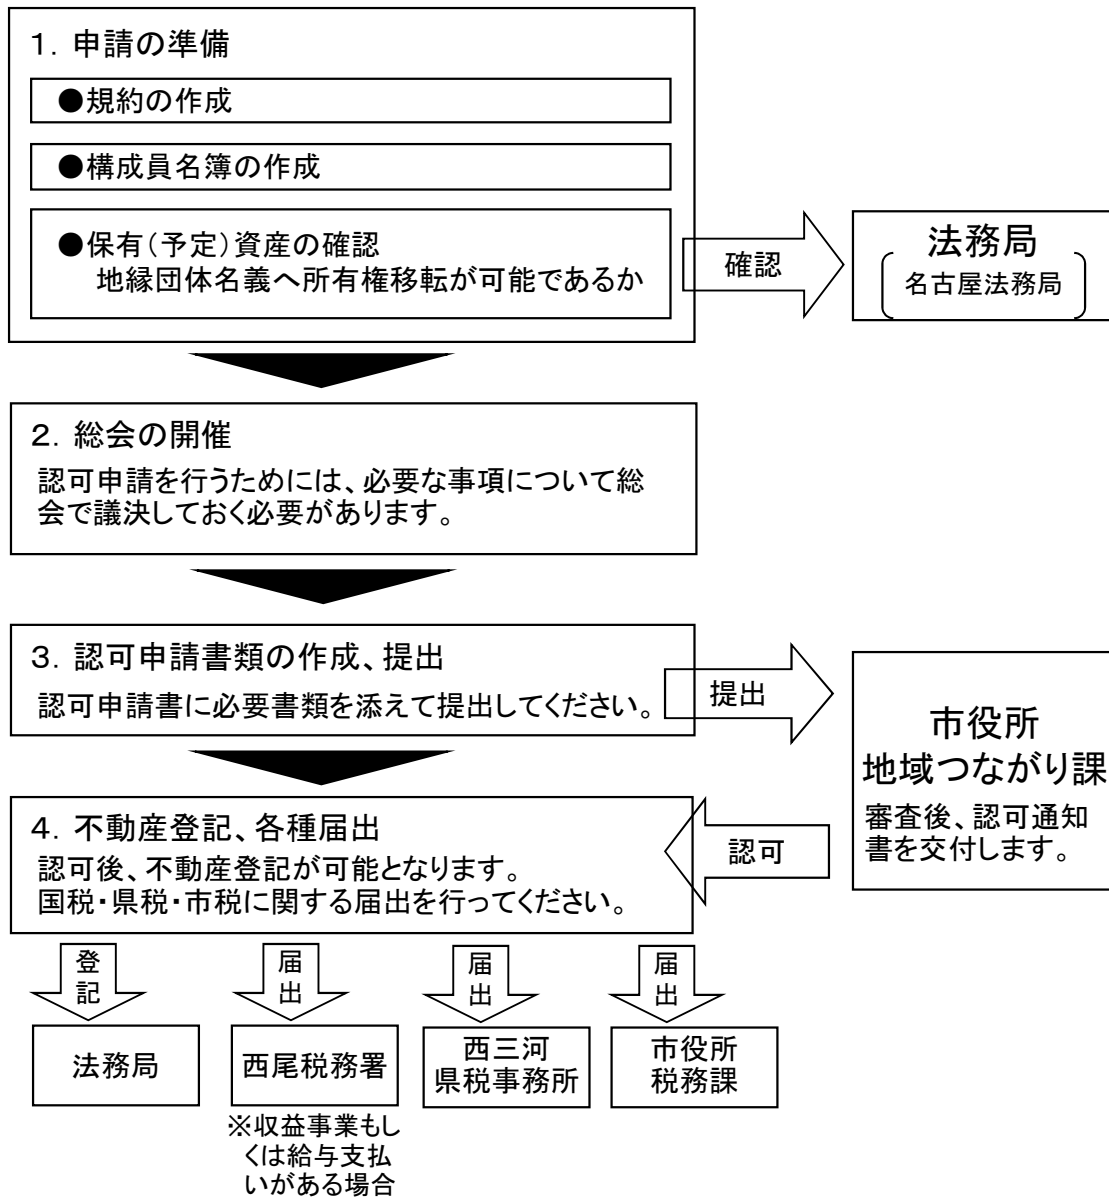 1．申請の準備
●規約の作成
●構成員名簿の作成
●保有（予定）資産の確認
地縁団体名義へ所有権移転が可能であるか
確認
法務局
名古屋法務局
2．総会の開催
認可申請を行うためには、必要な事項について総
会で議決しておく必要があります。
3．認可申請書類の作成、提出
認可申請書に必要書類を添えて提出してください。
提出
市役所
地域つながり課
審査後、認可通知
書を交付します。
4．不動産登記、各種届出
認可後、不動産登記が可能となります。
国税・県税・市税に関する届出を行ってください。
認可
登記
届出
届出
届出
法務局
西尾税務署
西三河
県税事務所
市役所
税務課
※収益事業もし
くは給与支払
いがある場合